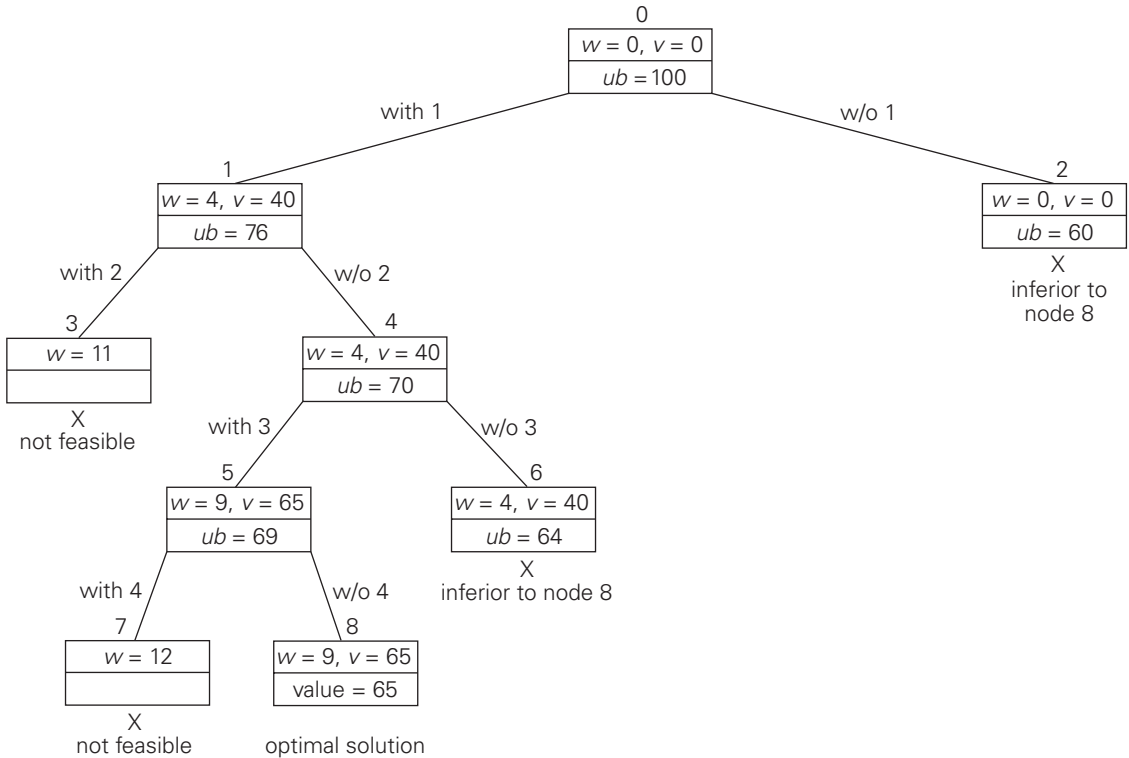 0
w = 0, v = 0
ub = 100
with 1
w/o 1
1
w = 4, v = 40
ub = 76
2
w = 0, v = 0
ub = 60
X
inferior to
node 8
with 2
w/o 2
3
w = 11
X
not feasible
4
w = 4, v = 40
ub = 70
with 3
w/o 3
5
w = 9, v = 65
ub = 69
6
w = 4, v = 40
ub = 64
X
inferior to node 8
with 4
w/o 4
7
w = 12
X
not feasible
8
w = 9, v = 65
value = 65
optimal solution